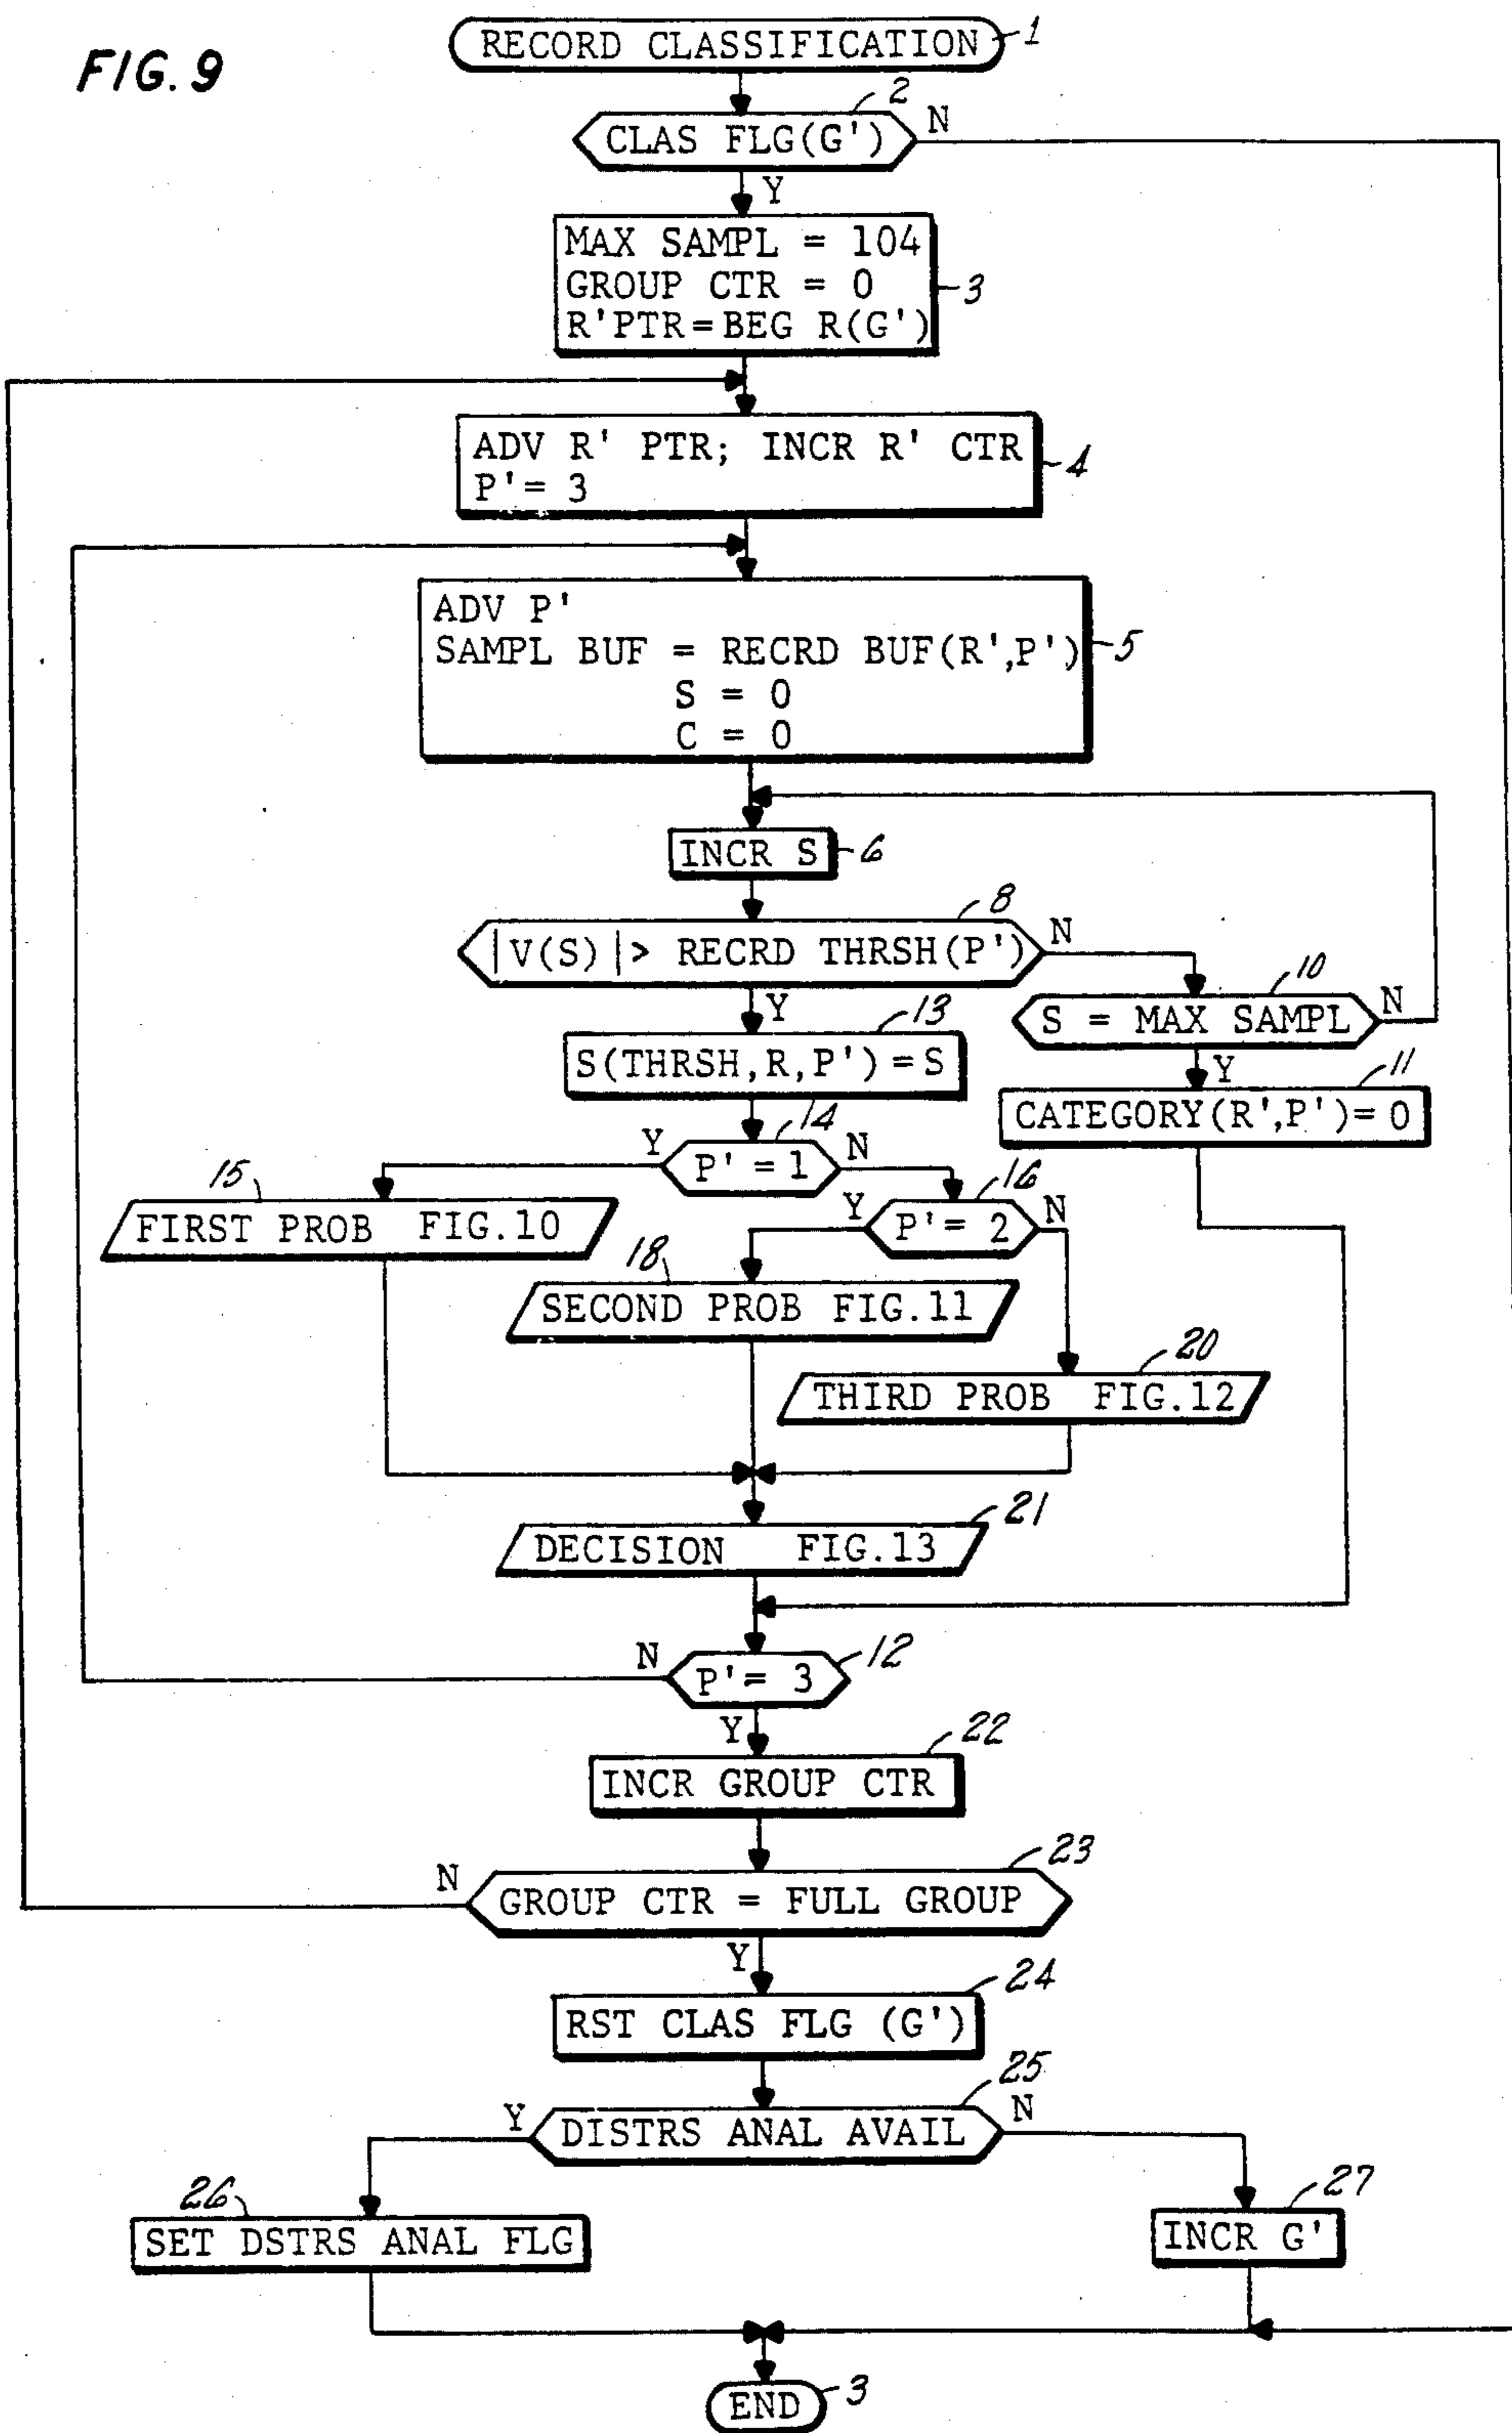 FIG. 9
RECORD CLASSIFICATION 1
2
CLAS FLG(G') N
Y
MAX SAMPL = 104
GROUP CTR = 0 3
R'PTR=BEG R(G')
ADV R' PTR; INCR R' CTR 4
P'= 3
ADV P'
SAMPL BUF = RECRD BUF(R',P') 5
S = 0
C = 0
INCR S 6
8
|V(S)|> RECRD THRSH(P') N
10
Y
S = MAX SAMPL N
13
S(THRSH,R,P')=S
Y 11
CATEGORY(R',P')= 0
14
Y P'=1 N
15 16
FIRST PROB FIG.10
Y P'= 2 N
18
SECOND PROB FIG.11
20
THIRD PROB FIG.12
21
DECISION FIG.13
N P'= 3 12
Y
22
INCR GROUP CTR
23
N
GROUP CTR = FULL GROUP
Y
24
RST CLAS FLG (G')
25
Y DISTRS ANAL AVAIL N
26 27
SET DSTRS ANAL FLG INCR G'
END 3